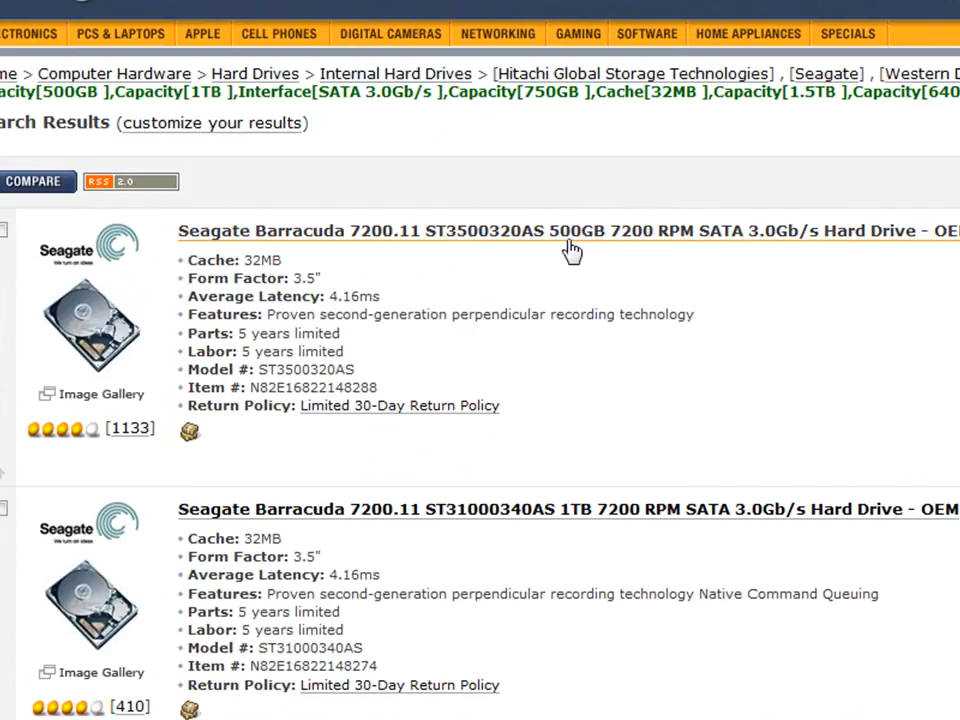 CTRONICS PCS & LAPTOPS APPLE CELL PHONES DIGITAL CAMERAS NETWORKING GAMING SOFTWARE HOME APPLIANCES SPECIALS
me > Computer Hardware > Hard Drives > Internal Hard Drives > [Hitachi Global Storage Technologies] , [Seagate] , [Western D
acity[500GB ],Capacity[1TB ],Interface[SATA 3.0Gb/s ],Capacity[750GB ],Cache[32MB ],Capacity[1.5TB ],Capacity[640
arch Results (customize your results)
COMPARE RSS 2.0
Seagate
We turn on ideas
Seagate Barracuda 7200.11 ST3500320AS 500GB 7200 RPM SATA 3.0Gb/s Hard Drive - OE
• Cache: 32MB
• Form Factor: 3.5"
• Average Latency: 4.16ms
• Features: Proven second-generation perpendicular recording technology
• Parts: 5 years limited
• Labor: 5 years limited
• Model #: ST3500320AS
• Item #: N82E16822148288
• Return Policy: Limited 30-Day Return Policy
Image Gallery
[1133]
Seagate
We turn on ideas
Seagate Barracuda 7200.11 ST31000340AS 1TB 7200 RPM SATA 3.0Gb/s Hard Drive - OEM
• Cache: 32MB
• Form Factor: 3.5"
• Average Latency: 4.16ms
• Features: Proven second-generation perpendicular recording technology Native Command Queuing
• Parts: 5 years limited
• Labor: 5 years limited
• Model #: ST31000340AS
• Item #: N82E16822148274
• Return Policy: Limited 30-Day Return Policy
Image Gallery
[410]